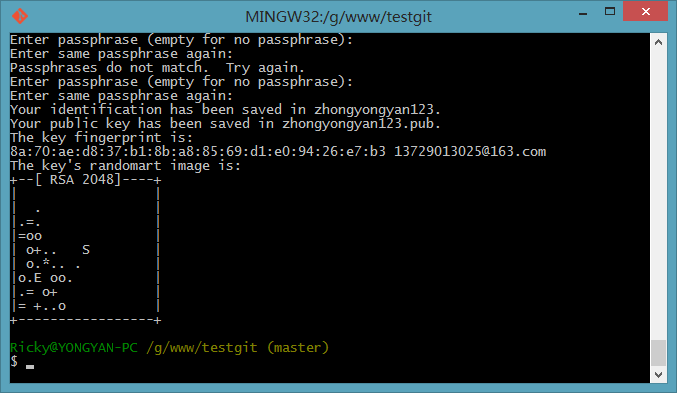 MINGW32:/g/www/testgit
Enter passphrase (empty for no passphrase):
Enter same passphrase again:
Passphrases do not match.  Try again.
Enter passphrase (empty for no passphrase):
Enter same passphrase again:
Your identification has been saved in zhongyongyan123.
Your public key has been saved in zhongyongyan123.pub.
The key fingerprint is:
8a:70:ae:d8:37:b1:8b:a8:85:69:d1:e0:94:26:e7:b3 13729013025@163.com
The key's randomart image is:
+--[ RSA 2048]----+
|                 |
|  .              |
|.=.              |
|=oo              |
| o+..   S        |
| o.*.. .         |
|o.E oo.          |
|.= o+            |
|= +..o           |
+-----------------+
Ricky@YONGYAN-PC /g/www/testgit (master)
$